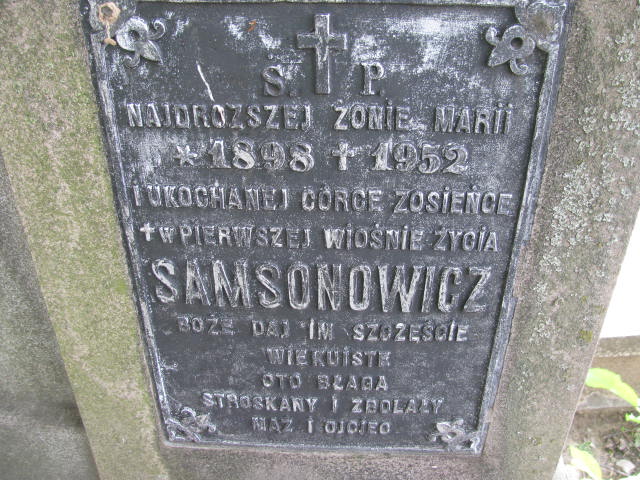 Ś. P.
NAJDROZSZEJ ŻONIE MARII
* 1898 ✝ 1952
I UKOCHANEJ CÓRCE ZOSIEŃCE
✝ W PIERWSZEJ WIOŚNIE ŻYCIA
SAMSONOWICZ
BOŻE DAJ IM SZCZĘŚCIE
WIEKUISTE
OTO BŁAGA
STROSKANY I ZBOLAŁY
MĄŻ I OJCIEC